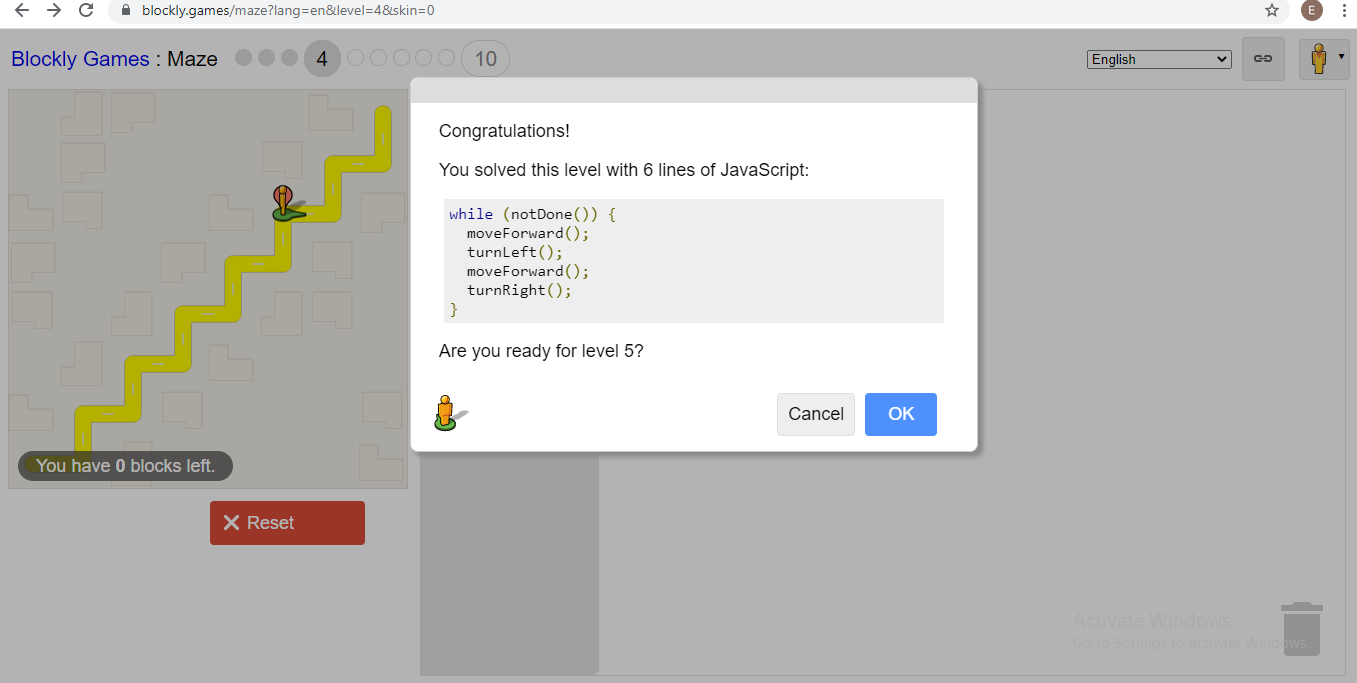 blockly.games/maze?lang=en&level=4&skin=0
E
Blockly Games : Maze
4
10
English
Congratulations!
You solved this level with 6 lines of JavaScript:
while (notDone()) {
moveForward();
turnLeft();
moveForward();
turnRight();
}
Are you ready for level 5?
Cancel
OK
You have 0 blocks left.
Reset
Activate Windows
Go to Settings to activate Windows.